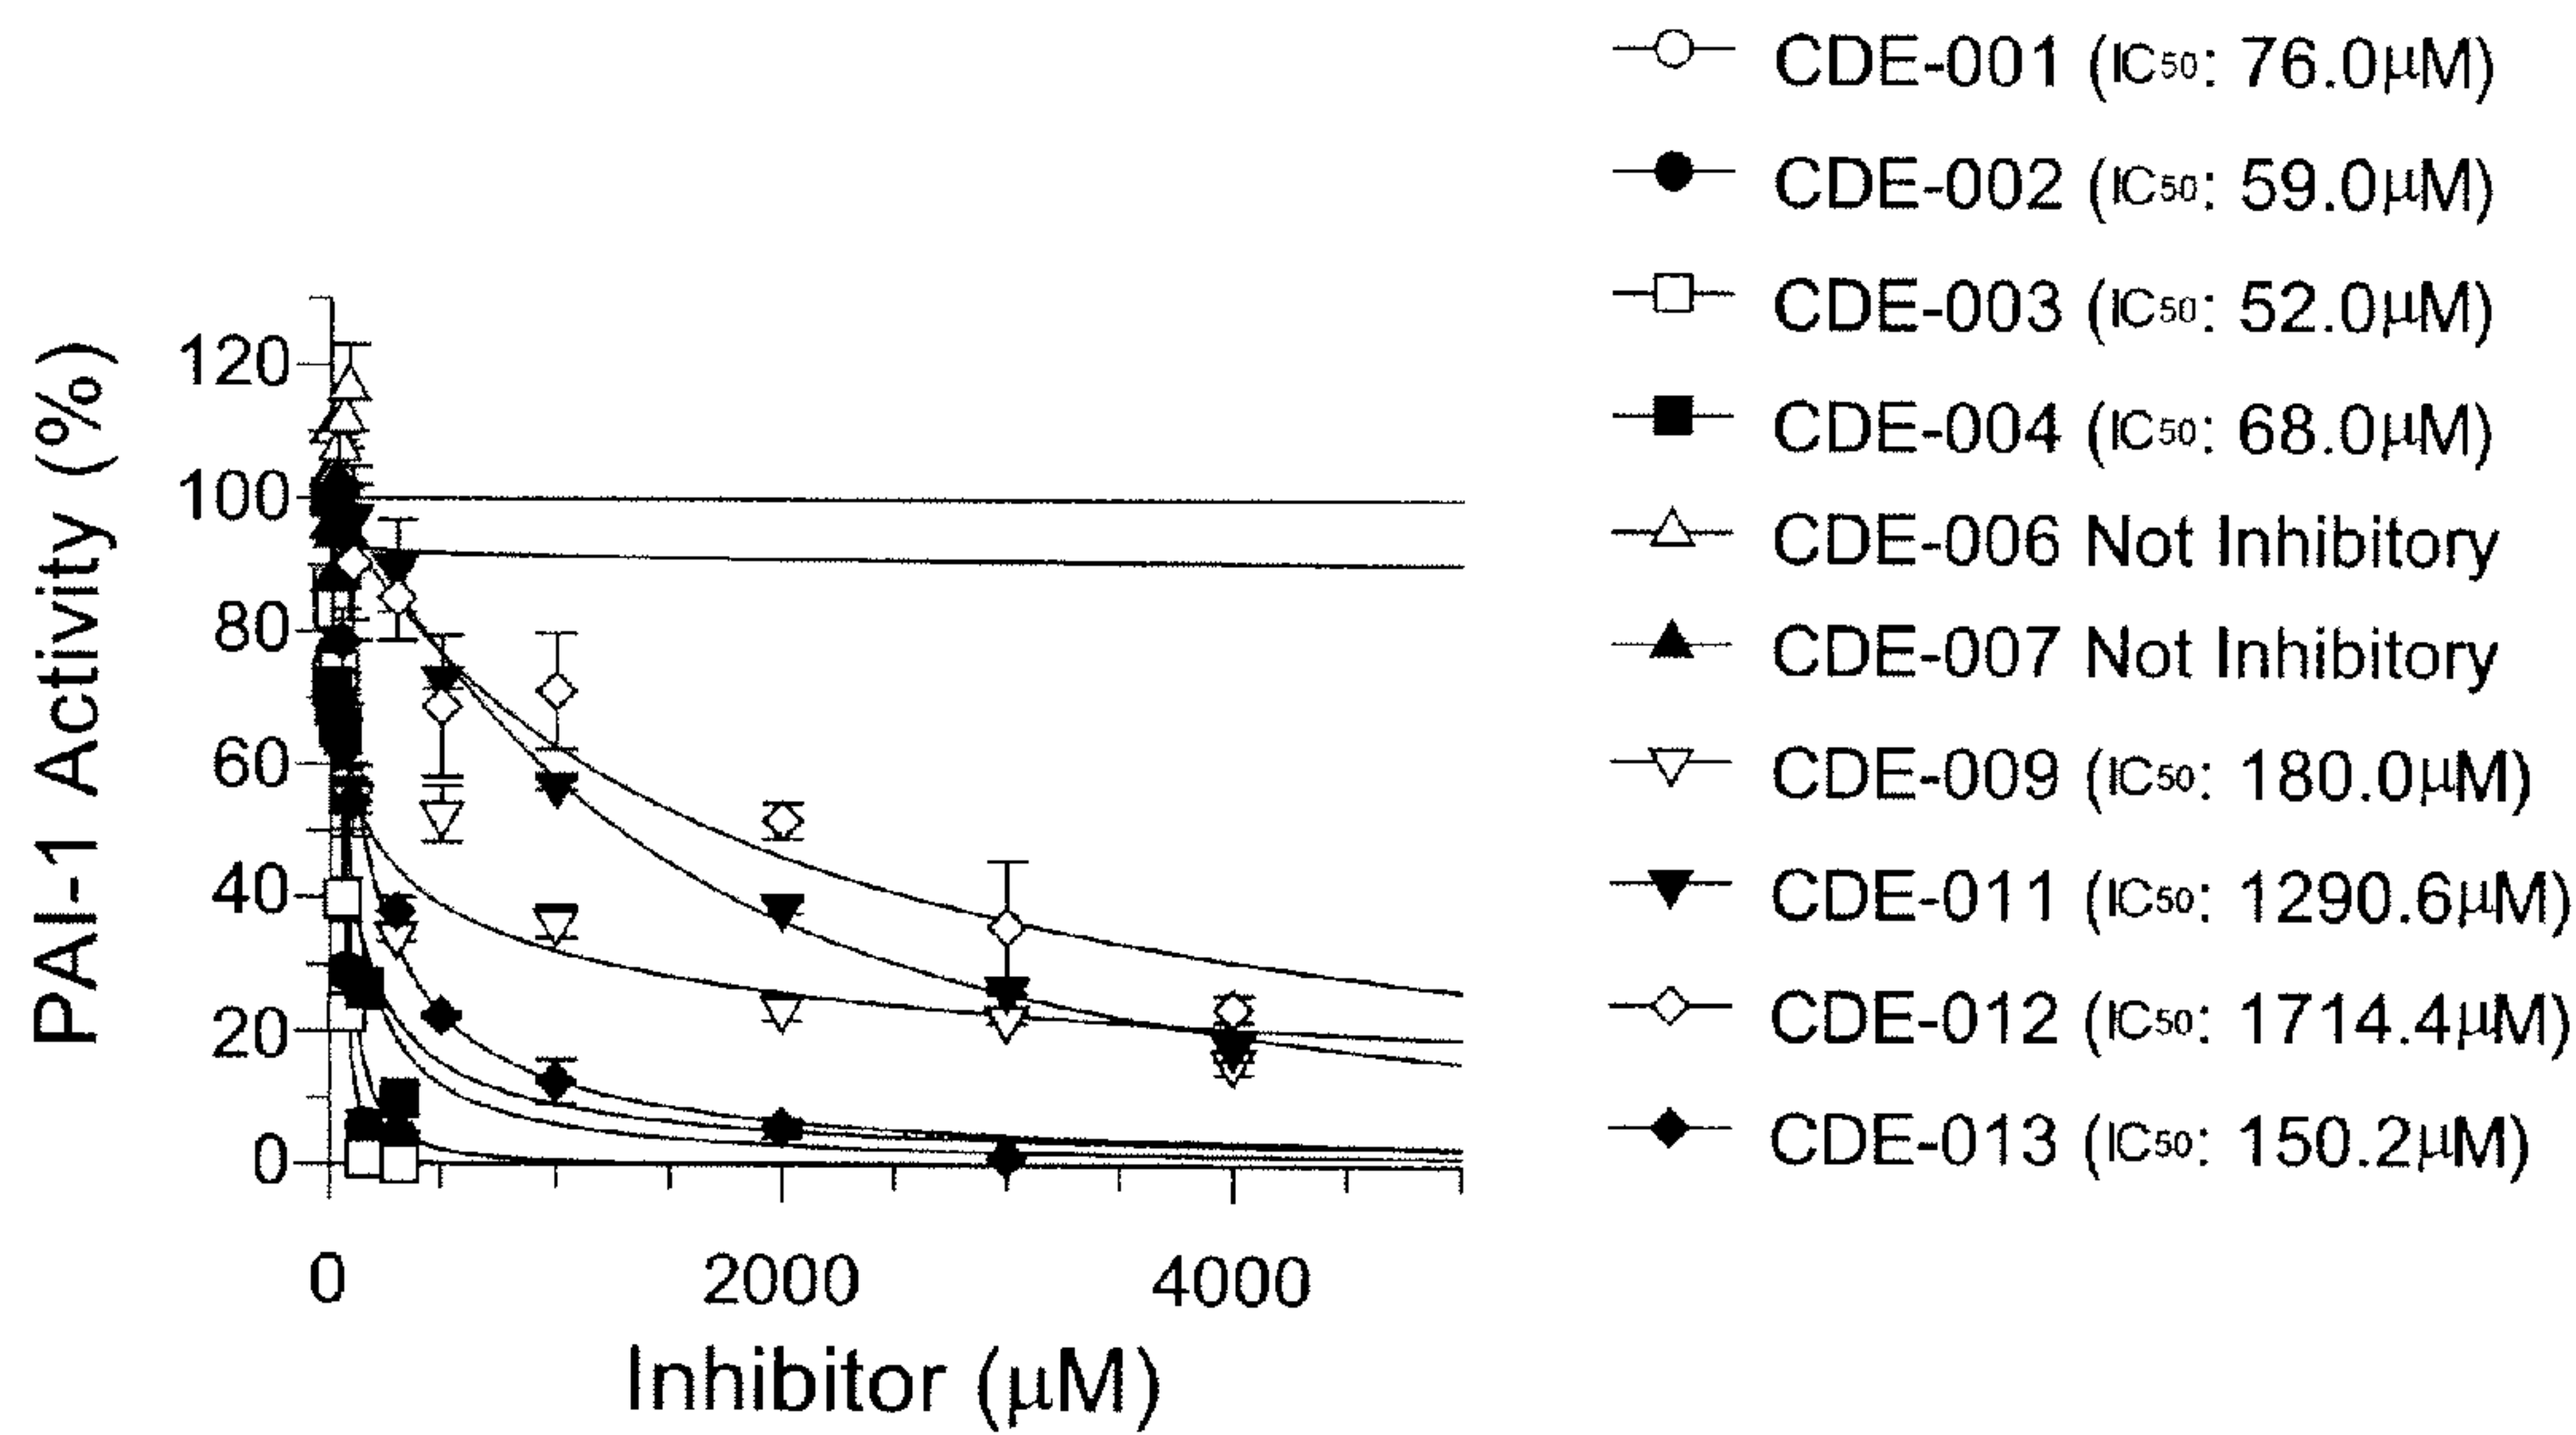 CDE-001 (IC50: 76.0µM)
CDE-002 (IC50: 59.0µM)
CDE-003 (IC50: 52.0µM)
CDE-004 (IC50: 68.0µM)
CDE-006 Not Inhibitory
CDE-007 Not Inhibitory
CDE-009 (IC50: 180.0µM)
CDE-011 (IC50: 1290.6µM)
CDE-012 (IC50: 1714.4µM)
CDE-013 (IC50: 150.2µM)
PAI-1 Activity (%)
120
100
80
60
40
20
0
0 2000 4000
Inhibitor (µM)